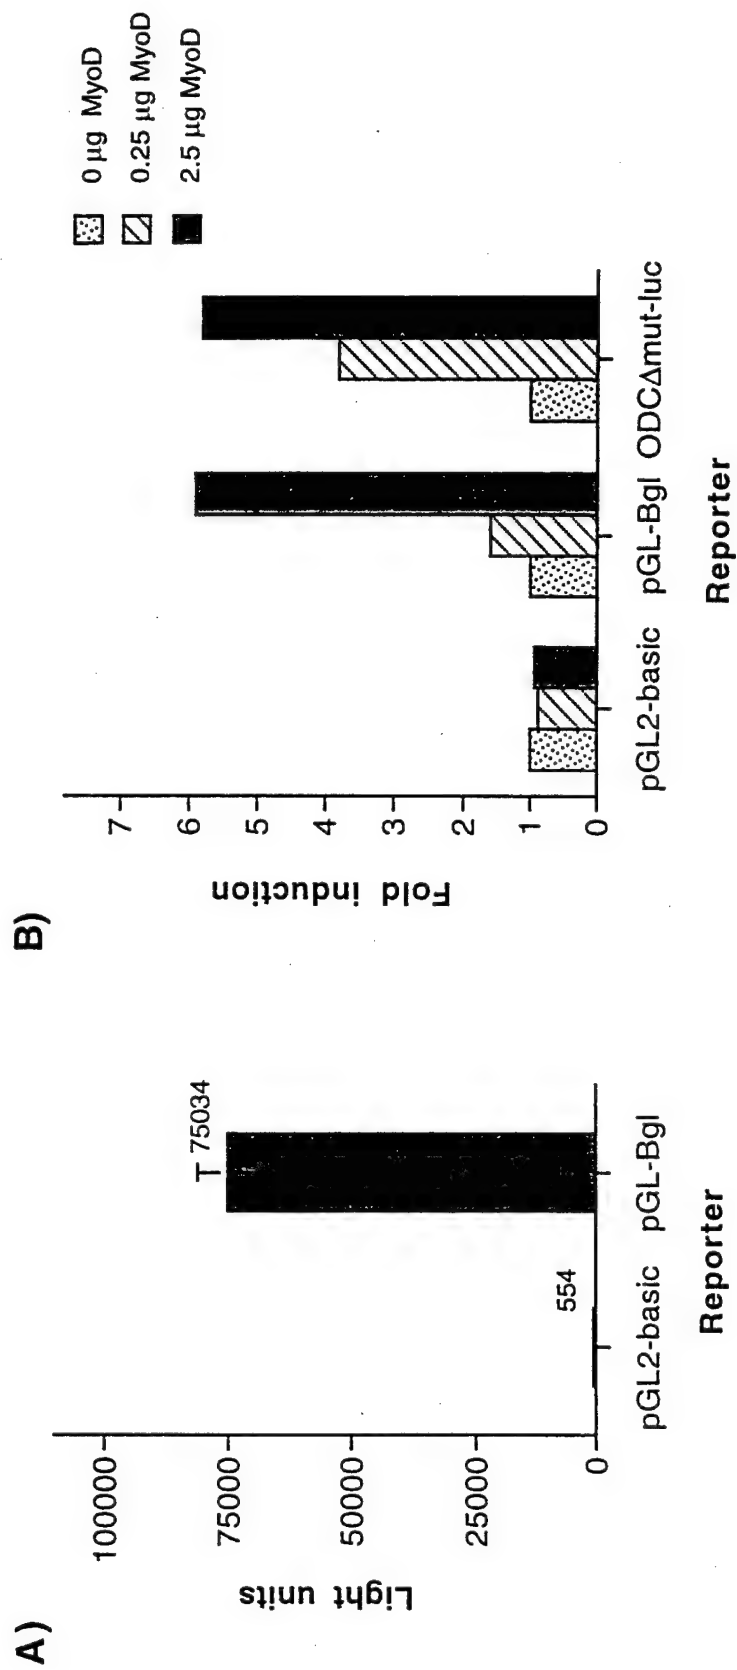 A)
Light units
100000
75000
50000
25000
0
554
75034
pGL2-basic pGL-Bgl
Reporter
B)
Fold induction
7
6
5
4
3
2
1
0
0 µg MyoD
0.25 µg MyoD
2.5 µg MyoD
pGL2-basic pGL-Bgl ODCΔmut-luc
Reporter